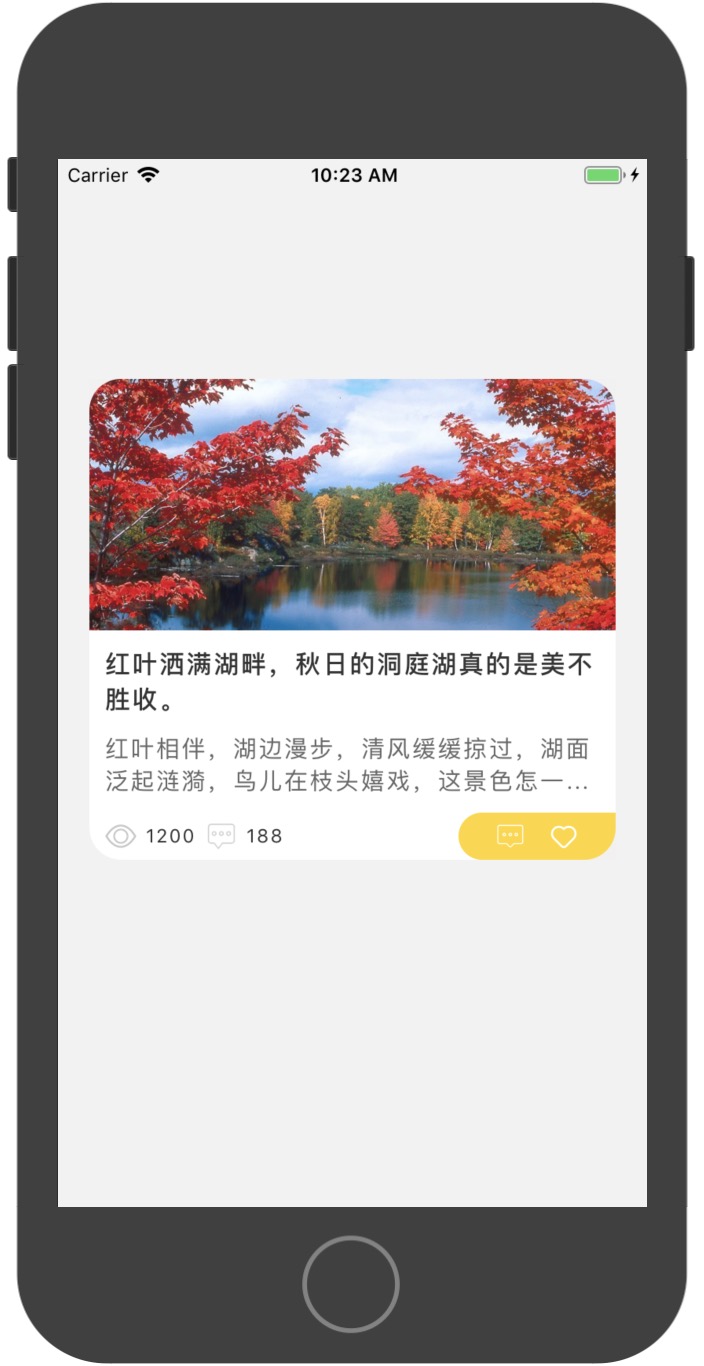 Carrier 10:23 AM
红叶洒满湖畔，秋日的洞庭湖真的是美不
胜收。
红叶相伴，湖边漫步，清风缓缓掠过，湖面
泛起涟漪，鸟儿在枝头嬉戏，这景色怎一...
1200 188